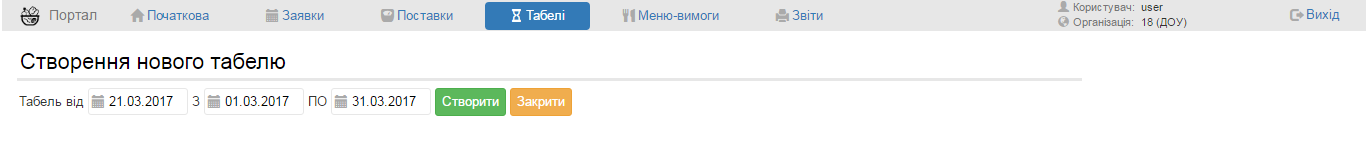 Портал Початкова Заявки Поставки Табелі Меню-вимоги Звіти Користувач: user Вихід
Організація: 18 (ДОУ)
Створення нового табелю
Табель від 21.03.2017 З 01.03.2017 ПО 31.03.2017 Створити Закрити